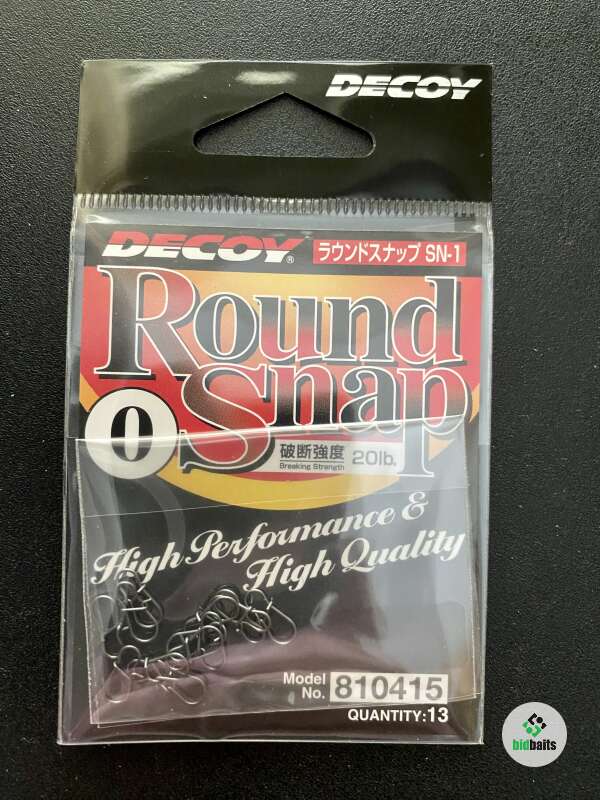 DECOY
DECOY®
ラウンドスナップ SN-1
Round
Snap
0
破断強度
Breaking Strength
20lb.
High Performance &
High Quality
Model
No.
810415
QUANTITY:13
bidbaits